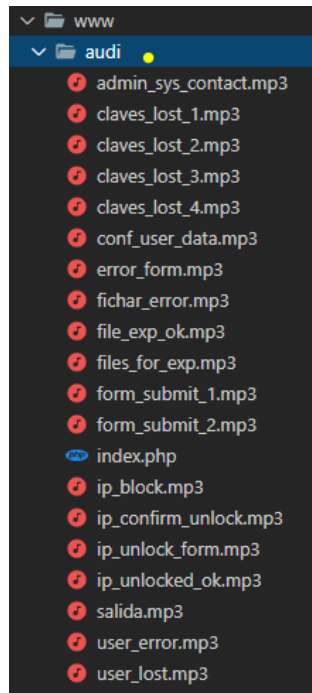 www
audi
admin_sys_contact.mp3
claves_lost_1.mp3
claves_lost_2.mp3
claves_lost_3.mp3
claves_lost_4.mp3
conf_user_data.mp3
error_form.mp3
fichar_error.mp3
file_exp_ok.mp3
files_for_exp.mp3
form_submit_1.mp3
form_submit_2.mp3
php index.php
ip_block.mp3
ip_confirm_unlock.mp3
ip_unlock_form.mp3
ip_unlocked_ok.mp3
salida.mp3
user_error.mp3
user_lost.mp3